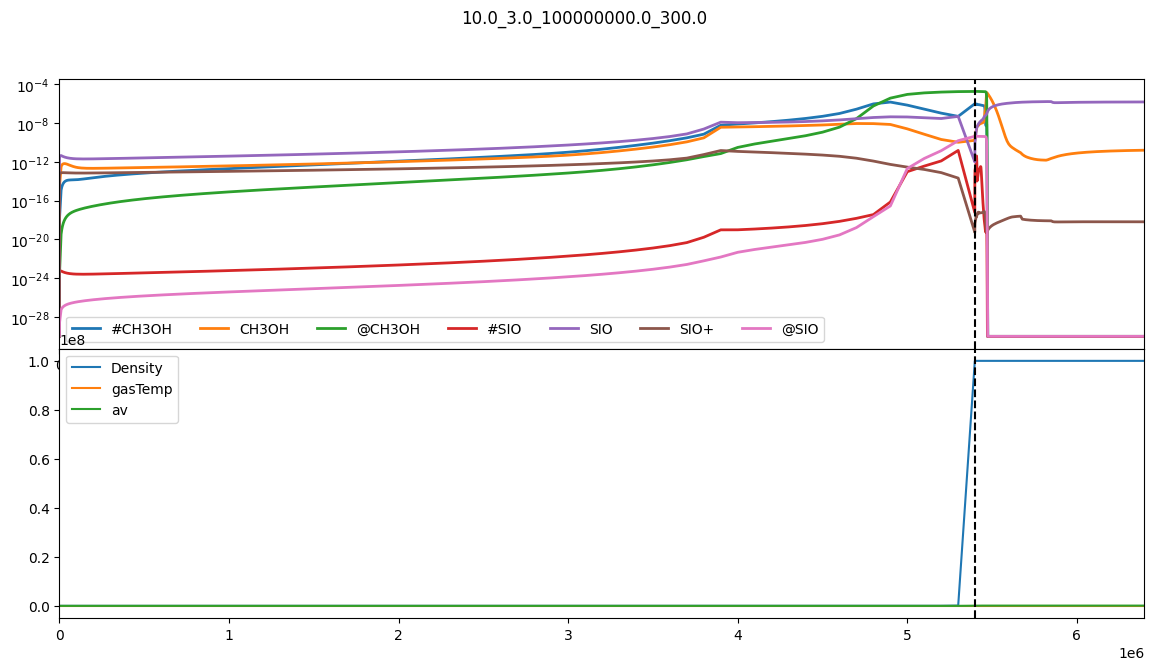 10.0_3.0_100000000.0_300.0
10⁻⁴
10⁻⁸
10⁻¹²
10⁻¹⁶
10⁻²⁰
10⁻²⁴
10⁻²⁸
#CH3OH CH3OH @CH3OH #SIO SIO SIO+ @SIO
1e8
1.0
0.8
0.6
0.4
0.2
0.0
Density
gasTemp
av
0 1 2 3 4 5 6
1e6